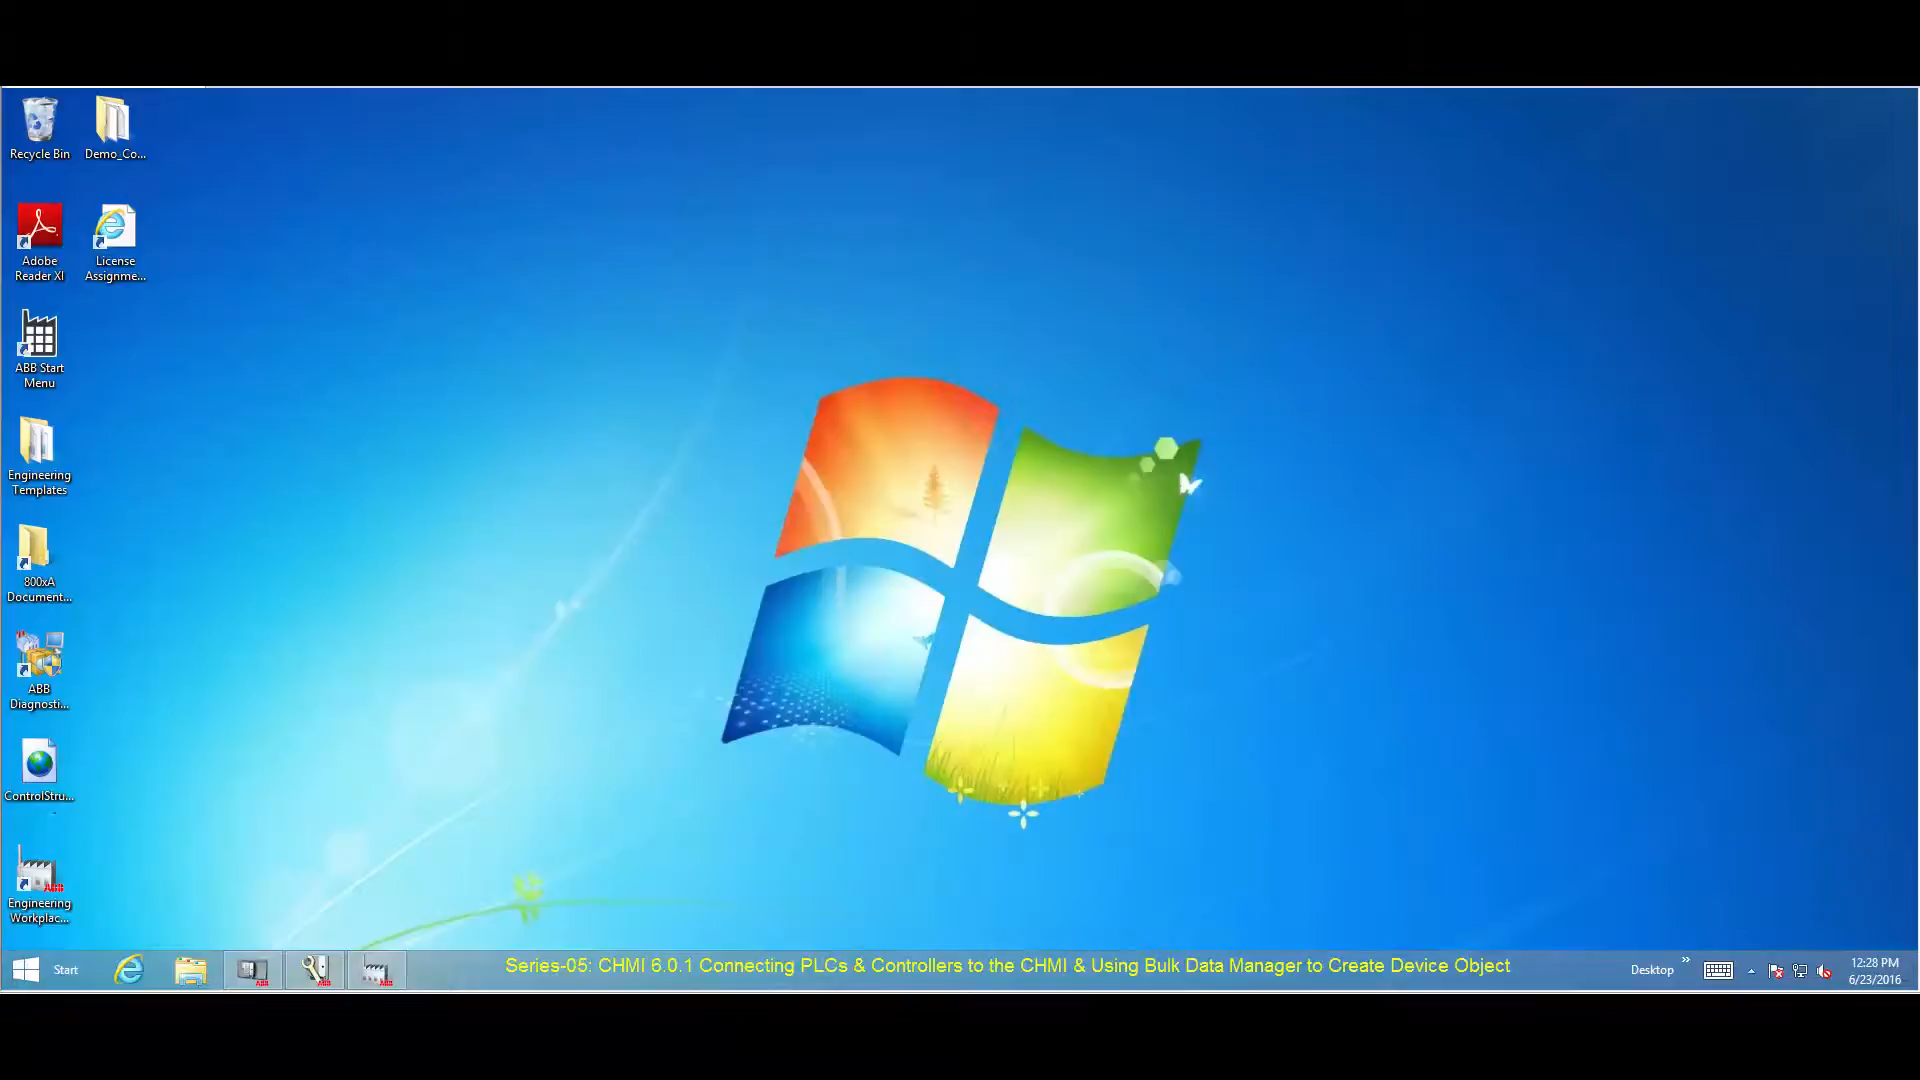 Recycle Bin
Demo_Co...
Adobe
Reader XI
License
Assignme...
ABB Start
Menu
Engineering
Templates
800xA
Document...
ABB
Diagnosti...
ControlStru...
Engineering
Workplac...
Start
Series-05: CHMI 6.0.1 Connecting PLCs & Controllers to the CHMI & Using Bulk Data Manager to Create Device Object
Desktop
12:28 PM
6/23/2016